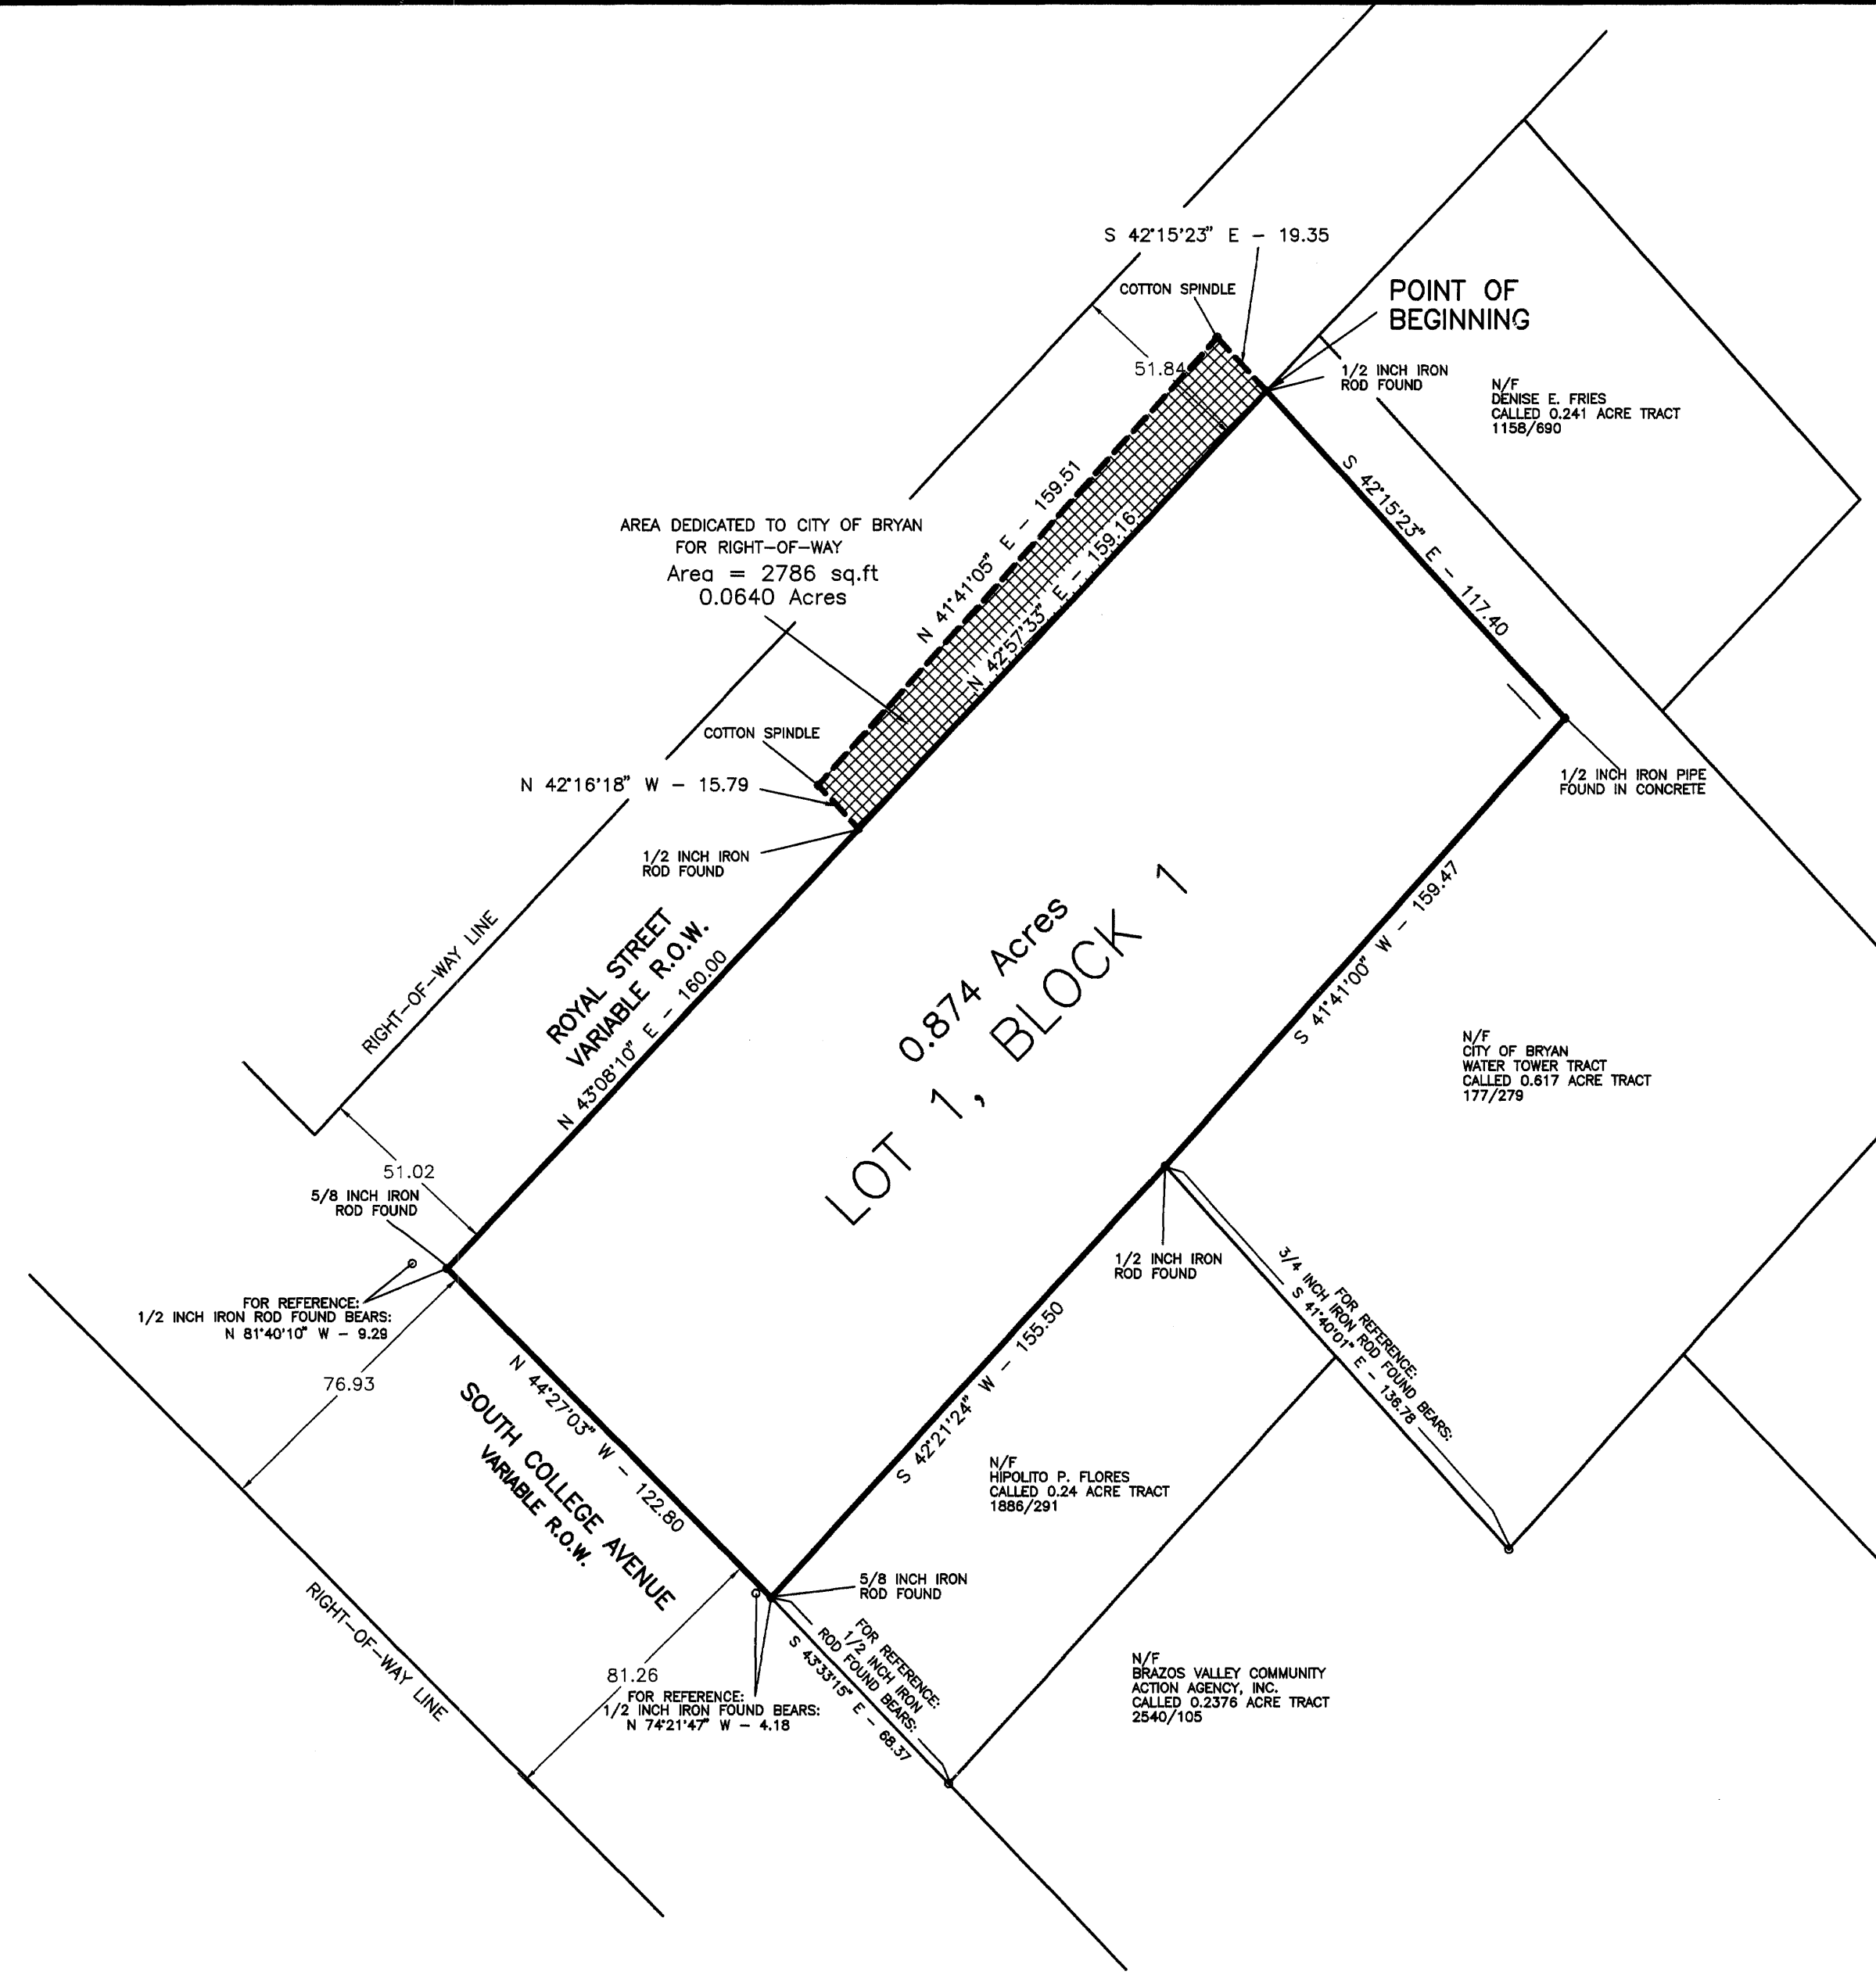 S 42°15'23" E - 19.35
COTTON SPINDLE
POINT OF
BEGINNING
51.84
1/2 INCH IRON
ROD FOUND
N/F
DENISE E. FRIES
CALLED 0.241 ACRE TRACT
1158/690
S 42°15'23" E - 117.40
N 41°41'05" E - 159.51
N 42°57'33" E - 159.16
AREA DEDICATED TO CITY OF BRYAN
FOR RIGHT-OF-WAY
Area = 2786 sq.ft
0.0640 Acres
COTTON SPINDLE
N 42°16'18" W - 15.79
1/2 INCH IRON
ROD FOUND
1/2 INCH IRON PIPE
FOUND IN CONCRETE
RIGHT-OF-WAY LINE
ROYAL STREET
VARIABLE R.O.W.
N 43°08'10" E - 160.00
0.874 Acres
LOT 1, BLOCK 1
S 41°41'00" W - 159.47
N/F
CITY OF BRYAN
WATER TOWER TRACT
CALLED 0.617 ACRE TRACT
177/279
51.02
5/8 INCH IRON
ROD FOUND
1/2 INCH IRON
ROD FOUND
FOR REFERENCE:
3/4 INCH IRON ROD FOUND BEARS:
S 41°40'01" E - 136.78
FOR REFERENCE:
1/2 INCH IRON ROD FOUND BEARS:
N 81°40'10" W - 9.29
76.93
N 44°27'03" W - 122.80
SOUTH COLLEGE AVENUE
VARIABLE R.O.W.
S 42°21'24" W - 155.50
N/F
HIPOLITO P. FLORES
CALLED 0.24 ACRE TRACT
1886/291
5/8 INCH IRON
ROD FOUND
RIGHT-OF-WAY LINE
81.26
FOR REFERENCE:
1/2 INCH IRON FOUND BEARS:
N 74°21'47" W - 4.18
FOR REFERENCE:
1/2 INCH IRON
ROD FOUND BEARS:
S 43°33'15" E - 68.37
N/F
BRAZOS VALLEY COMMUNITY
ACTION AGENCY, INC.
CALLED 0.2376 ACRE TRACT
2540/105